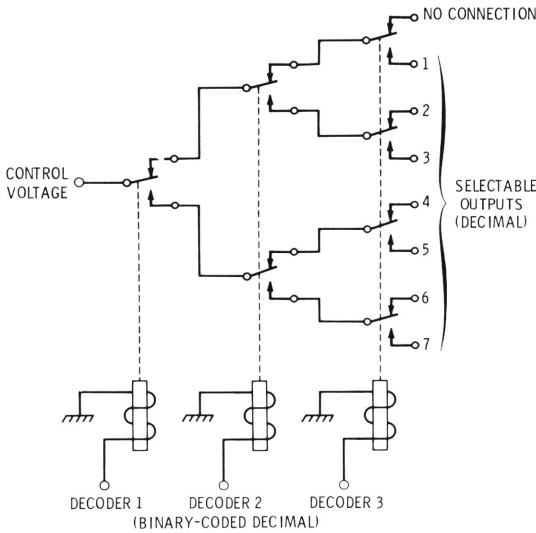 NO CONNECTION
1
2
3
CONTROL
VOLTAGE
4
SELECTABLE
OUTPUTS
(DECIMAL)
5
6
7
DECODER 1 DECODER 2 DECODER 3
(BINARY-CODED DECIMAL)